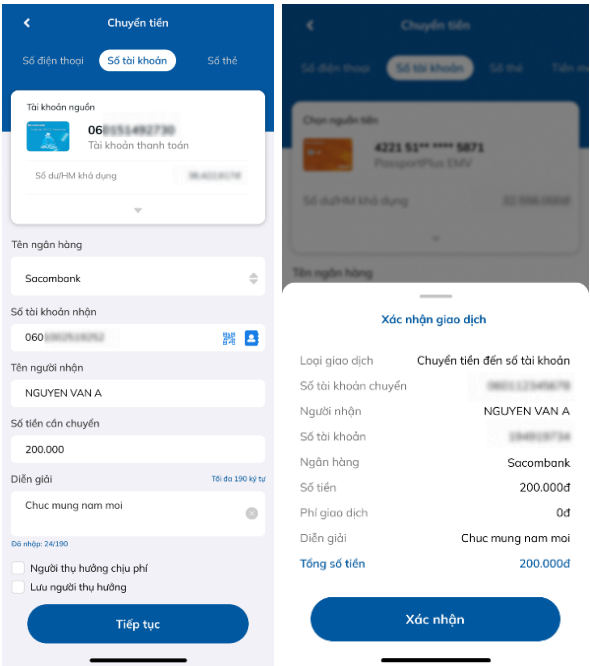 Chuyển tiền
Số điện thoại
Số tài khoản
Số thẻ
Tài khoản nguồn
Tài khoản thanh toán
Số dư/HM khả dụng
Tên ngân hàng
Sacombank
Số tài khoản nhận
060
Tên người nhận
NGUYEN VAN A
Số tiền cần chuyển
200.000
Diễn giải
Tối đa 190 ký tự
Chuc mung nam moi
Đã nhập: 24/190
Người thụ hưởng chịu phí
Lưu người thụ hưởng
Tiếp tục
Chuyển tiền
Số điện thoại
Số tài khoản
Số thẻ
Chọn nguồn tiền
4221 51** **** 5871
PassportPlus EMV
Số dư/HM khả dụng
Tên ngân hàng
Xác nhận giao dịch
Loại giao dịch Chuyển tiền đến số tài khoản
Số tài khoản chuyển
Người nhận NGUYEN VAN A
Số tài khoản
Ngân hàng Sacombank
Số tiền 200.000đ
Phí giao dịch 0đ
Diễn giải Chuc mung nam moi
Tổng số tiền 200.000đ
Xác nhận